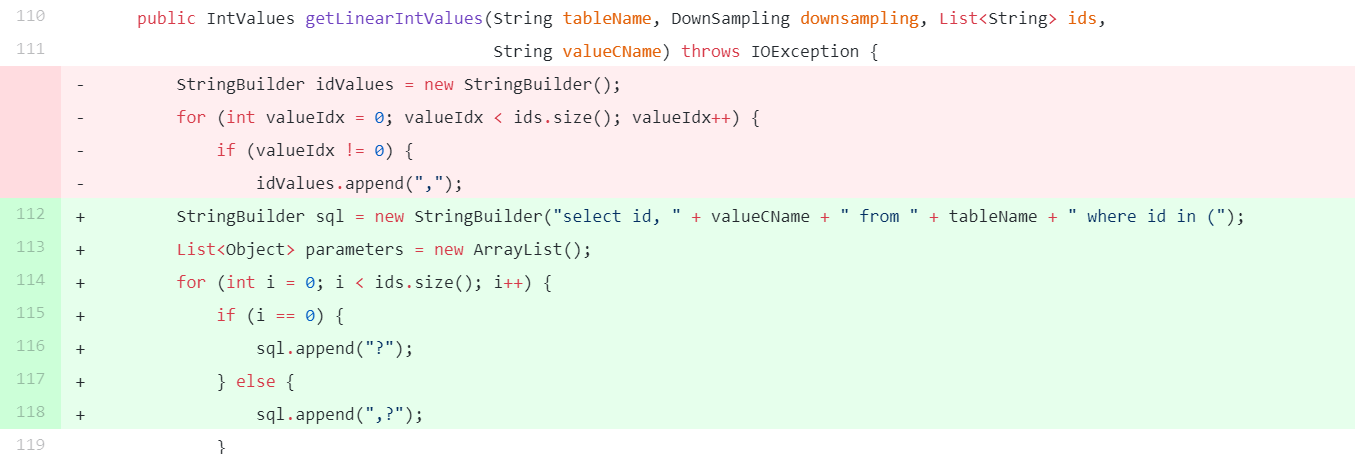 110 public IntValues getLinearIntValues(String tableName, DownSampling downsampling, List<String> ids,
111 String valueCName) throws IOException {
- StringBuilder idValues = new StringBuilder();
- for (int valueIdx = 0; valueIdx < ids.size(); valueIdx++) {
- if (valueIdx != 0) {
- idValues.append(",");
112 + StringBuilder sql = new StringBuilder("select id, " + valueCName + " from " + tableName + " where id in (");
113 + List<Object> parameters = new ArrayList();
114 + for (int i = 0; i < ids.size(); i++) {
115 + if (i == 0) {
116 + sql.append("?");
117 + } else {
118 + sql.append(",?");
119 }